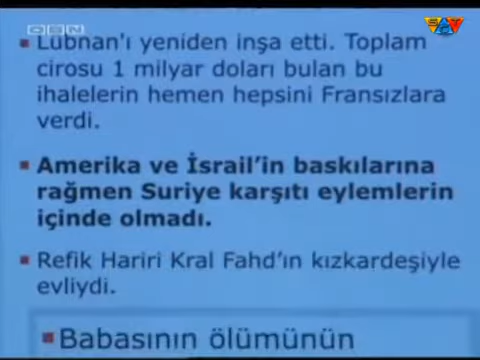 Lübnan'ı yeniden inşa etti. Toplam
cirosu 1 milyar doları bulan bu
ihalelerin hemen hepsini Fransızlara
verdi.
Amerika ve İsrail'in baskılarına
rağmen Suriye karşıtı eylemlerin
içinde olmadı.
Refik Hariri Kral Fahd'ın kızkardeşiyle
evliydi.
Babasının ölümünün